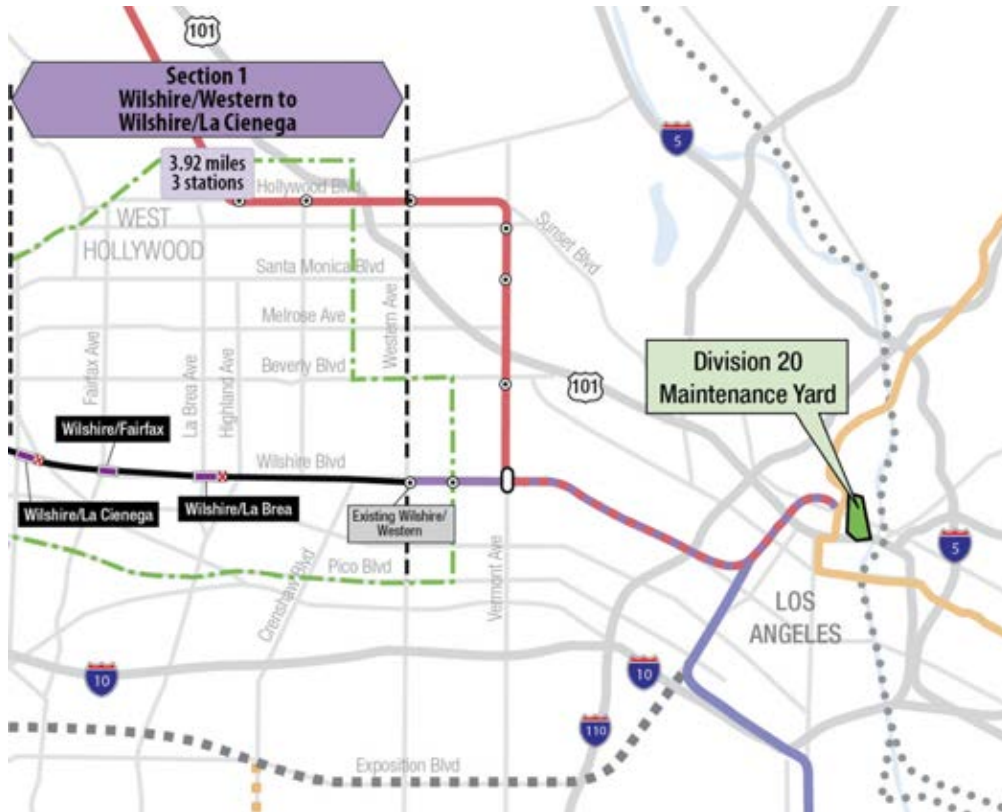 101
Section 1
Wilshire/Western to
Wilshire/La Cienega
5
3.92 miles
3 stations
Hollywood Blvd
WEST
HOLLYWOOD
Sunset Blvd
Santa Monica Blvd
Western Ave
Melrose Ave
Fairfax Ave
La Brea Ave
Highland Ave
Beverly Blvd
101
Division 20
Maintenance Yard
Wilshire/Fairfax
Wilshire Blvd
Wilshire/La Cienega
Wilshire/La Brea
Existing Wilshire/
Western
5
Pico Blvd
Crenshaw Blvd
Vermont Ave
LOS
ANGELES
10
10
110
Exposition Blvd